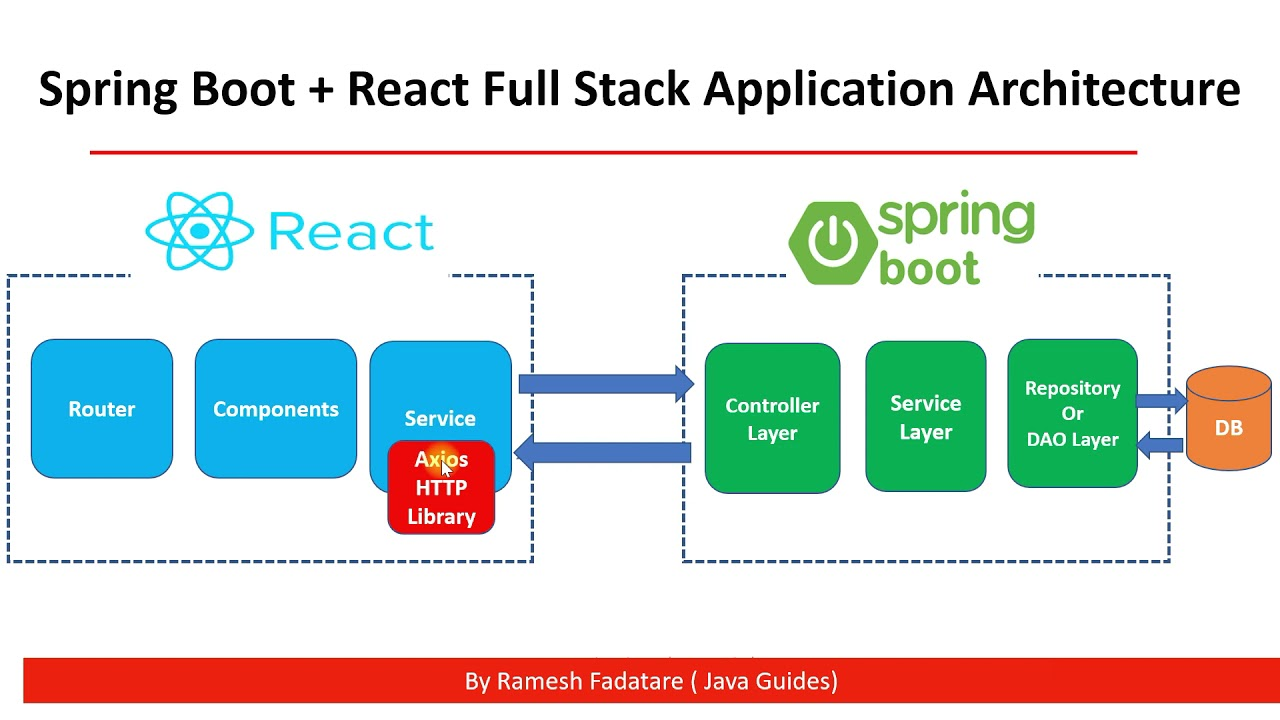 Spring Boot + React Full Stack Application Architecture
React
spring
boot
Router
Components
Service
Axios
HTTP
Library
Controller
Layer
Service
Layer
Repository
Or
DAO Layer
DB
By Ramesh Fadatare ( Java Guides)